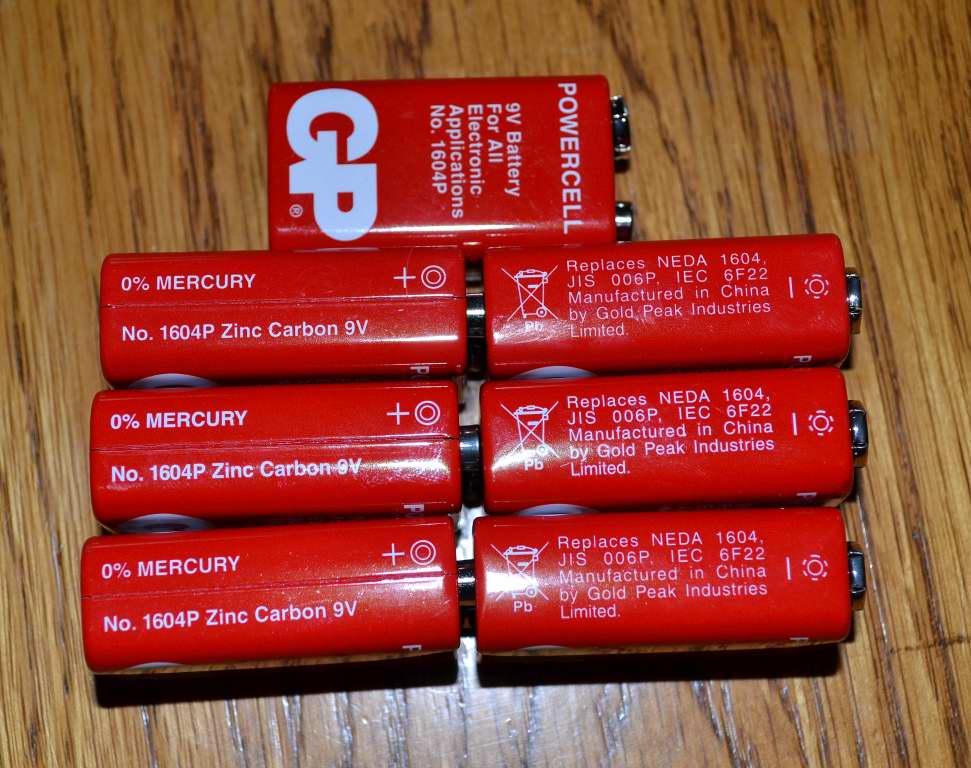 GP
®
9V Battery
For All
Electronic
Applications
No. 1604P
POWERCELL
0% MERCURY
+
No. 1604P Zinc Carbon 9V
P
Replaces NEDA 1604,
JIS 006P, IEC 6F22
Manufactured in China
by Gold Peak Industries
Limited.
Pb
P
0% MERCURY
+
No. 1604P Zinc Carbon 9V
P
Replaces NEDA 1604,
JIS 006P, IEC 6F22
Manufactured in China
by Gold Peak Industries
Limited.
Pb
P
0% MERCURY
+
No. 1604P Zinc Carbon 9V
P
Replaces NEDA 1604,
JIS 006P, IEC 6F22
Manufactured in China
by Gold Peak Industries
Limited.
Pb
P